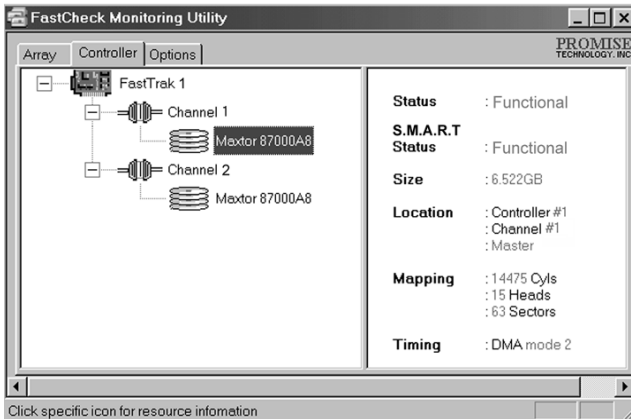 FastCheck Monitoring Utility
Array Controller Options
PROMISE
TECHNOLOGY, INC
FastTrak 1
Channel 1
Maxtor 87000A8
Channel 2
Maxtor 87000A8
Status : Functional
S.M.A.R.T
Status : Functional
Size : 6.522GB
Location : Controller #1
: Channel #1
: Master
Mapping : 14475 Cyls
: 15 Heads
: 63 Sectors
Timing : DMA mode 2
Click specific icon for resource infomation